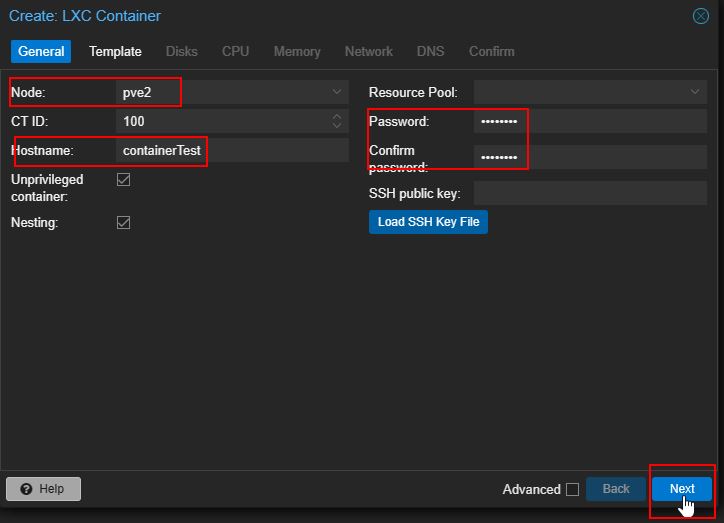 Create: LXC Container
General Template Disks CPU Memory Network DNS Confirm
Node: pve2 Resource Pool:
CT ID: 100 Password: ••••••••
Hostname: containerTest Confirm password: ••••••••
Unprivileged container: SSH public key:
Nesting: Load SSH Key File
Help Advanced Back Next